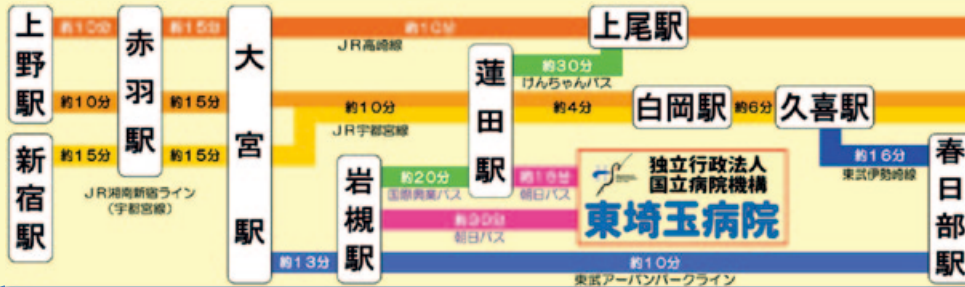 上野駅
約10分
赤羽駅
約15分
大宮駅
約10分
JR高崎線
上尾駅
蓮田駅
約30分
けんちゃんバス
約10分
約15分
約10分
JR宇都宮線
約4分
白岡駅
約6分
久喜駅
新宿駅
約15分
約15分
JR湘南新宿ライン
(宇都宮線)
岩槻駅
約20分
国際興業バス
朝日バス
独立行政法人
国立病院機構
東埼玉病院
約16分
東武伊勢崎線
春日部駅
約30分
朝日バス
約13分
約10分
東武アーバンパークライン